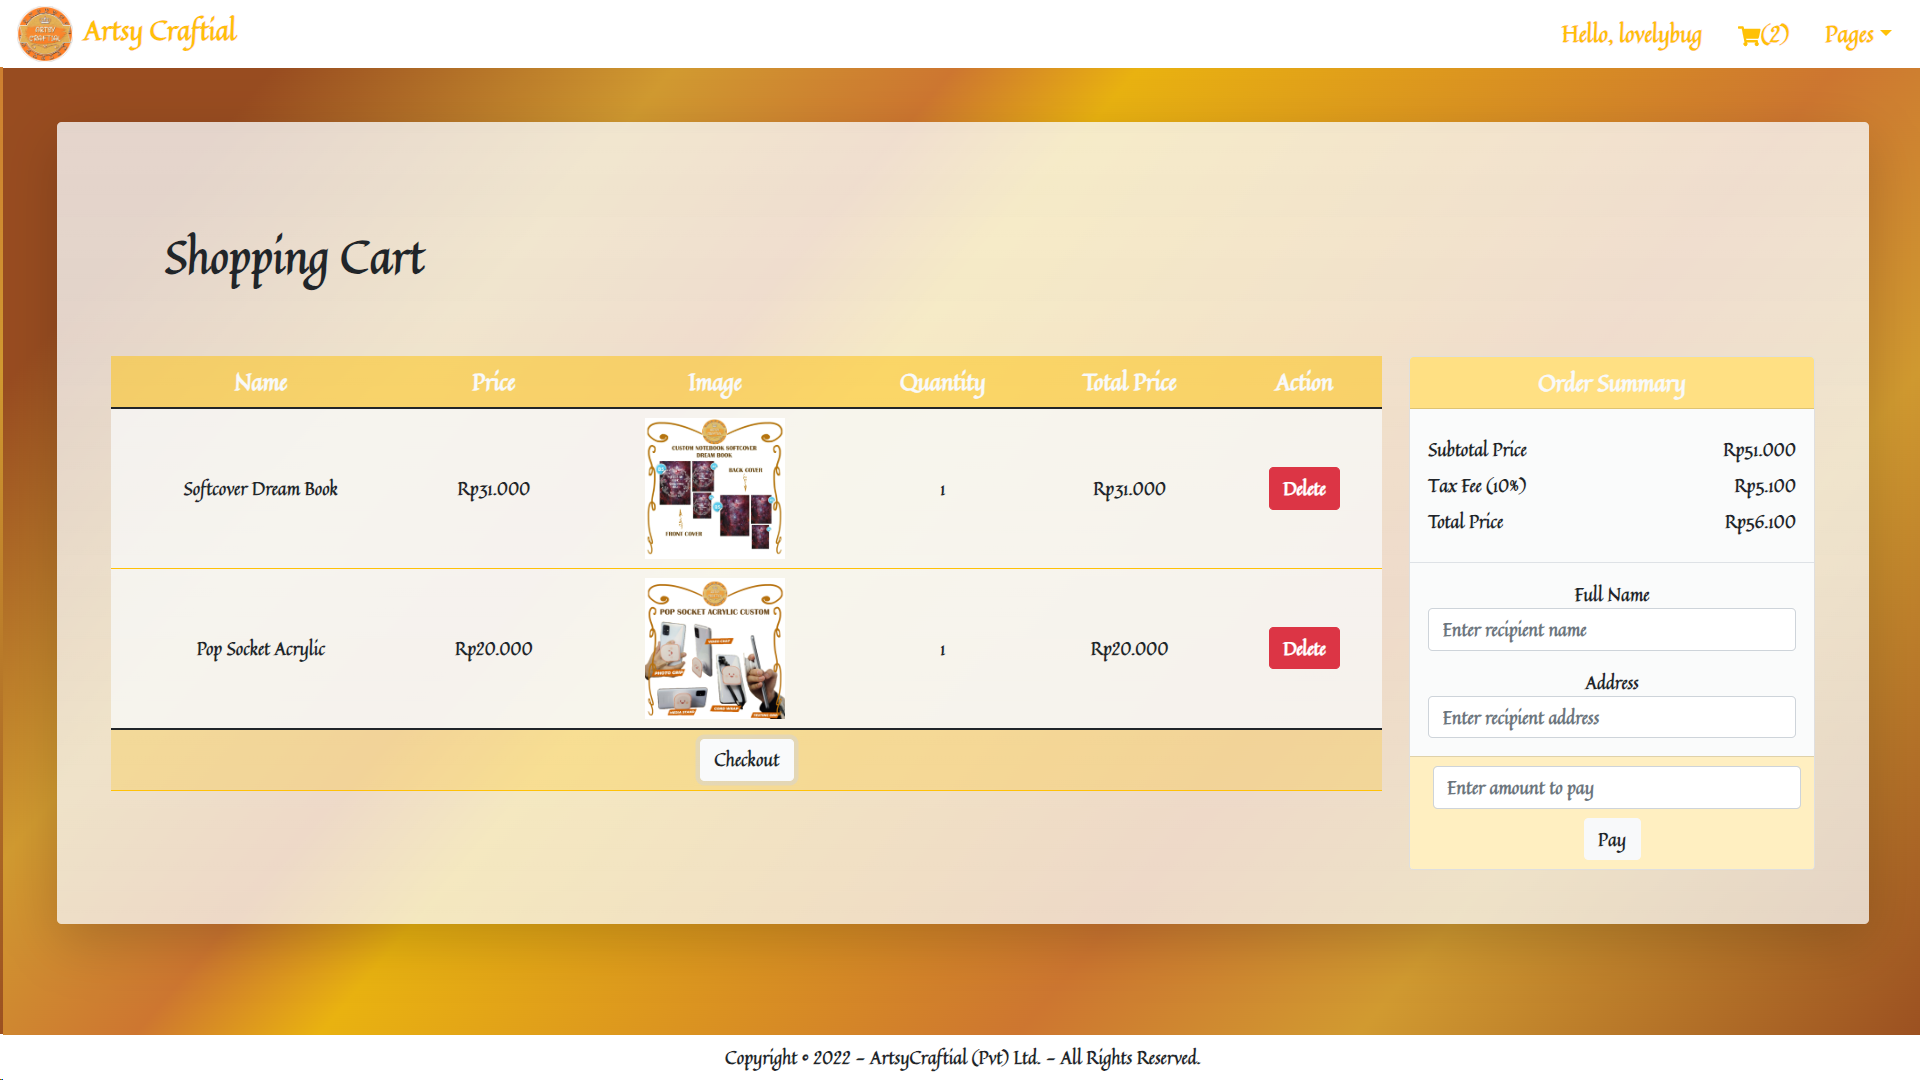 ARTSY CRAFTIAL
Artsy Craftial
Hello, lovelybug
(2)
Pages
Shopping Cart
Name Price Image Quantity Total Price Action
Softcover Dream Book Rp31.000 1 Rp31.000 Delete
CUSTOM NOTEBOOK SOFTCOVER
DREAM BOOK
BACK COVER
FRONT COVER
Pop Socket Acrylic Rp20.000 1 Rp20.000 Delete
POP SOCKET ACRYLIC CUSTOM
Checkout
Order Summary
Subtotal Price Rp51.000
Tax Fee (10%) Rp5.100
Total Price Rp56.100
Full Name
Enter recipient name
Address
Enter recipient address
Enter amount to pay
Pay
Copyright © 2022 - ArtsyCraftial (Pvt) Ltd. - All Rights Reserved.